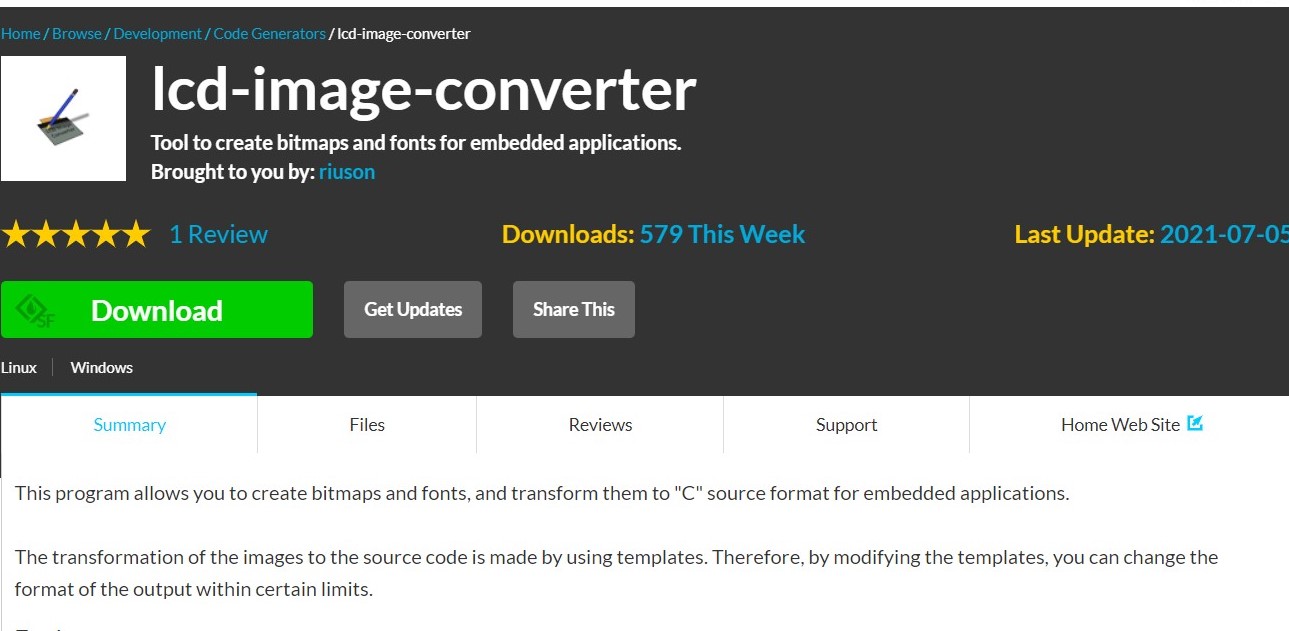 Home / Browse / Development / Code Generators / lcd-image-converter
lcd-image-converter
Tool to create bitmaps and fonts for embedded applications.
Brought to you by: riuson
1 Review
Downloads: 579 This Week
Last Update: 2021-07-05
SF
Download
Get Updates
Share This
Linux
Windows
Summary
Files
Reviews
Support
Home Web Site
This program allows you to create bitmaps and fonts, and transform them to "C" source format for embedded applications.
The transformation of the images to the source code is made by using templates. Therefore, by modifying the templates, you can change the
format of the output within certain limits.